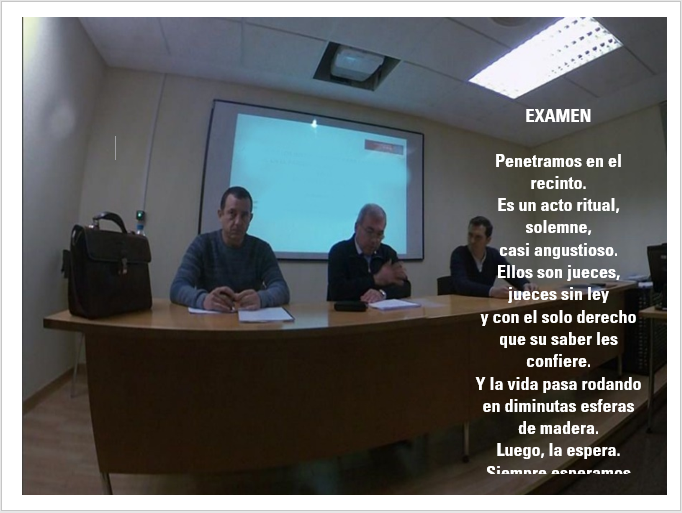 EXAMEN
Penetramos en el
recinto.
Es un acto ritual,
solemne,
casi angustioso.
Ellos son jueces,
jueces sin ley
y con el solo derecho
que su saber les
confiere.
Y la vida pasa rodando
en diminutas esferas
de madera.
Luego, la espera.
Siempre esperamos